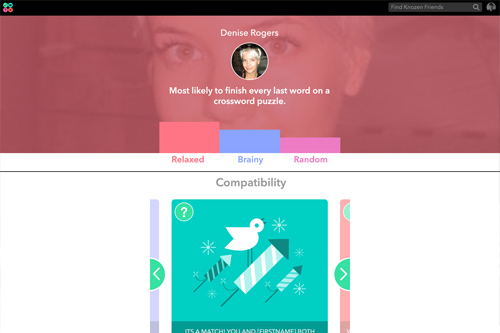 Find Knozen Friends
Denise Rogers
Most likely to finish every last word on a
crossword puzzle.
Relaxed
Brainy
Random
Compatibility
?
ITS A MATCH! YOU AND [FIRSTNAME] BOTH